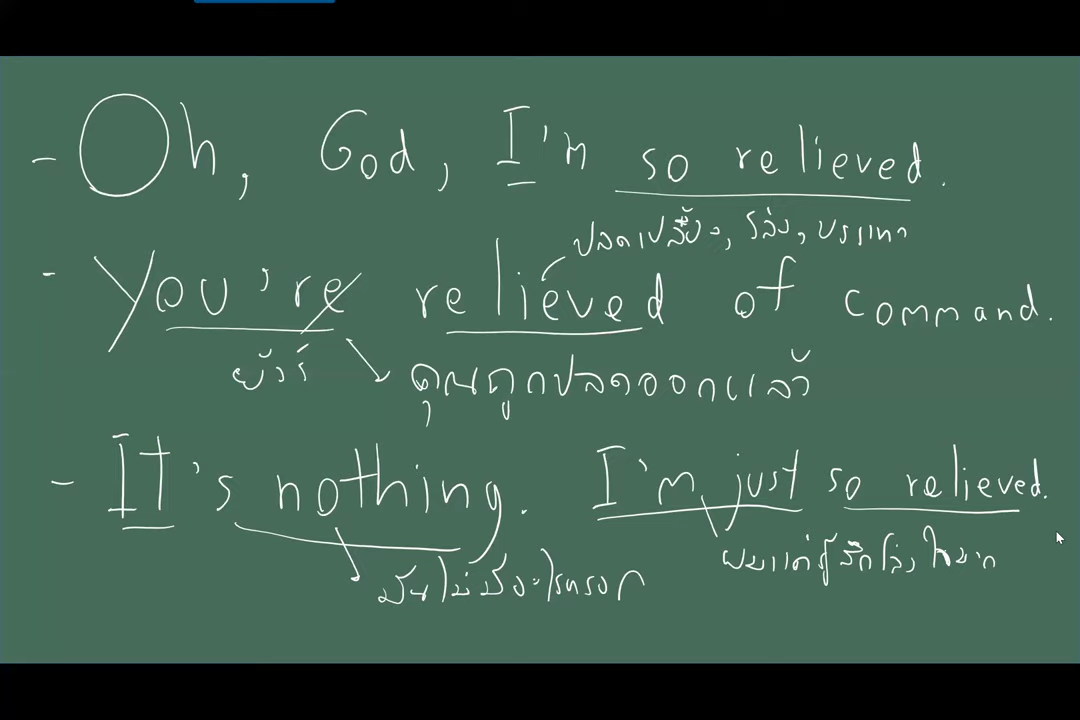 - Oh, God, I'm so relieved.
ปลดเปลื้อง, โล่ง, บรรเทา
- You're relieved of command.
คุณถูกปลดออกแล้ว
- It's nothing. I'm just so relieved.
ผมแค่รู้สึกโล่งใจมาก
มันไม่มีอะไรหรอก